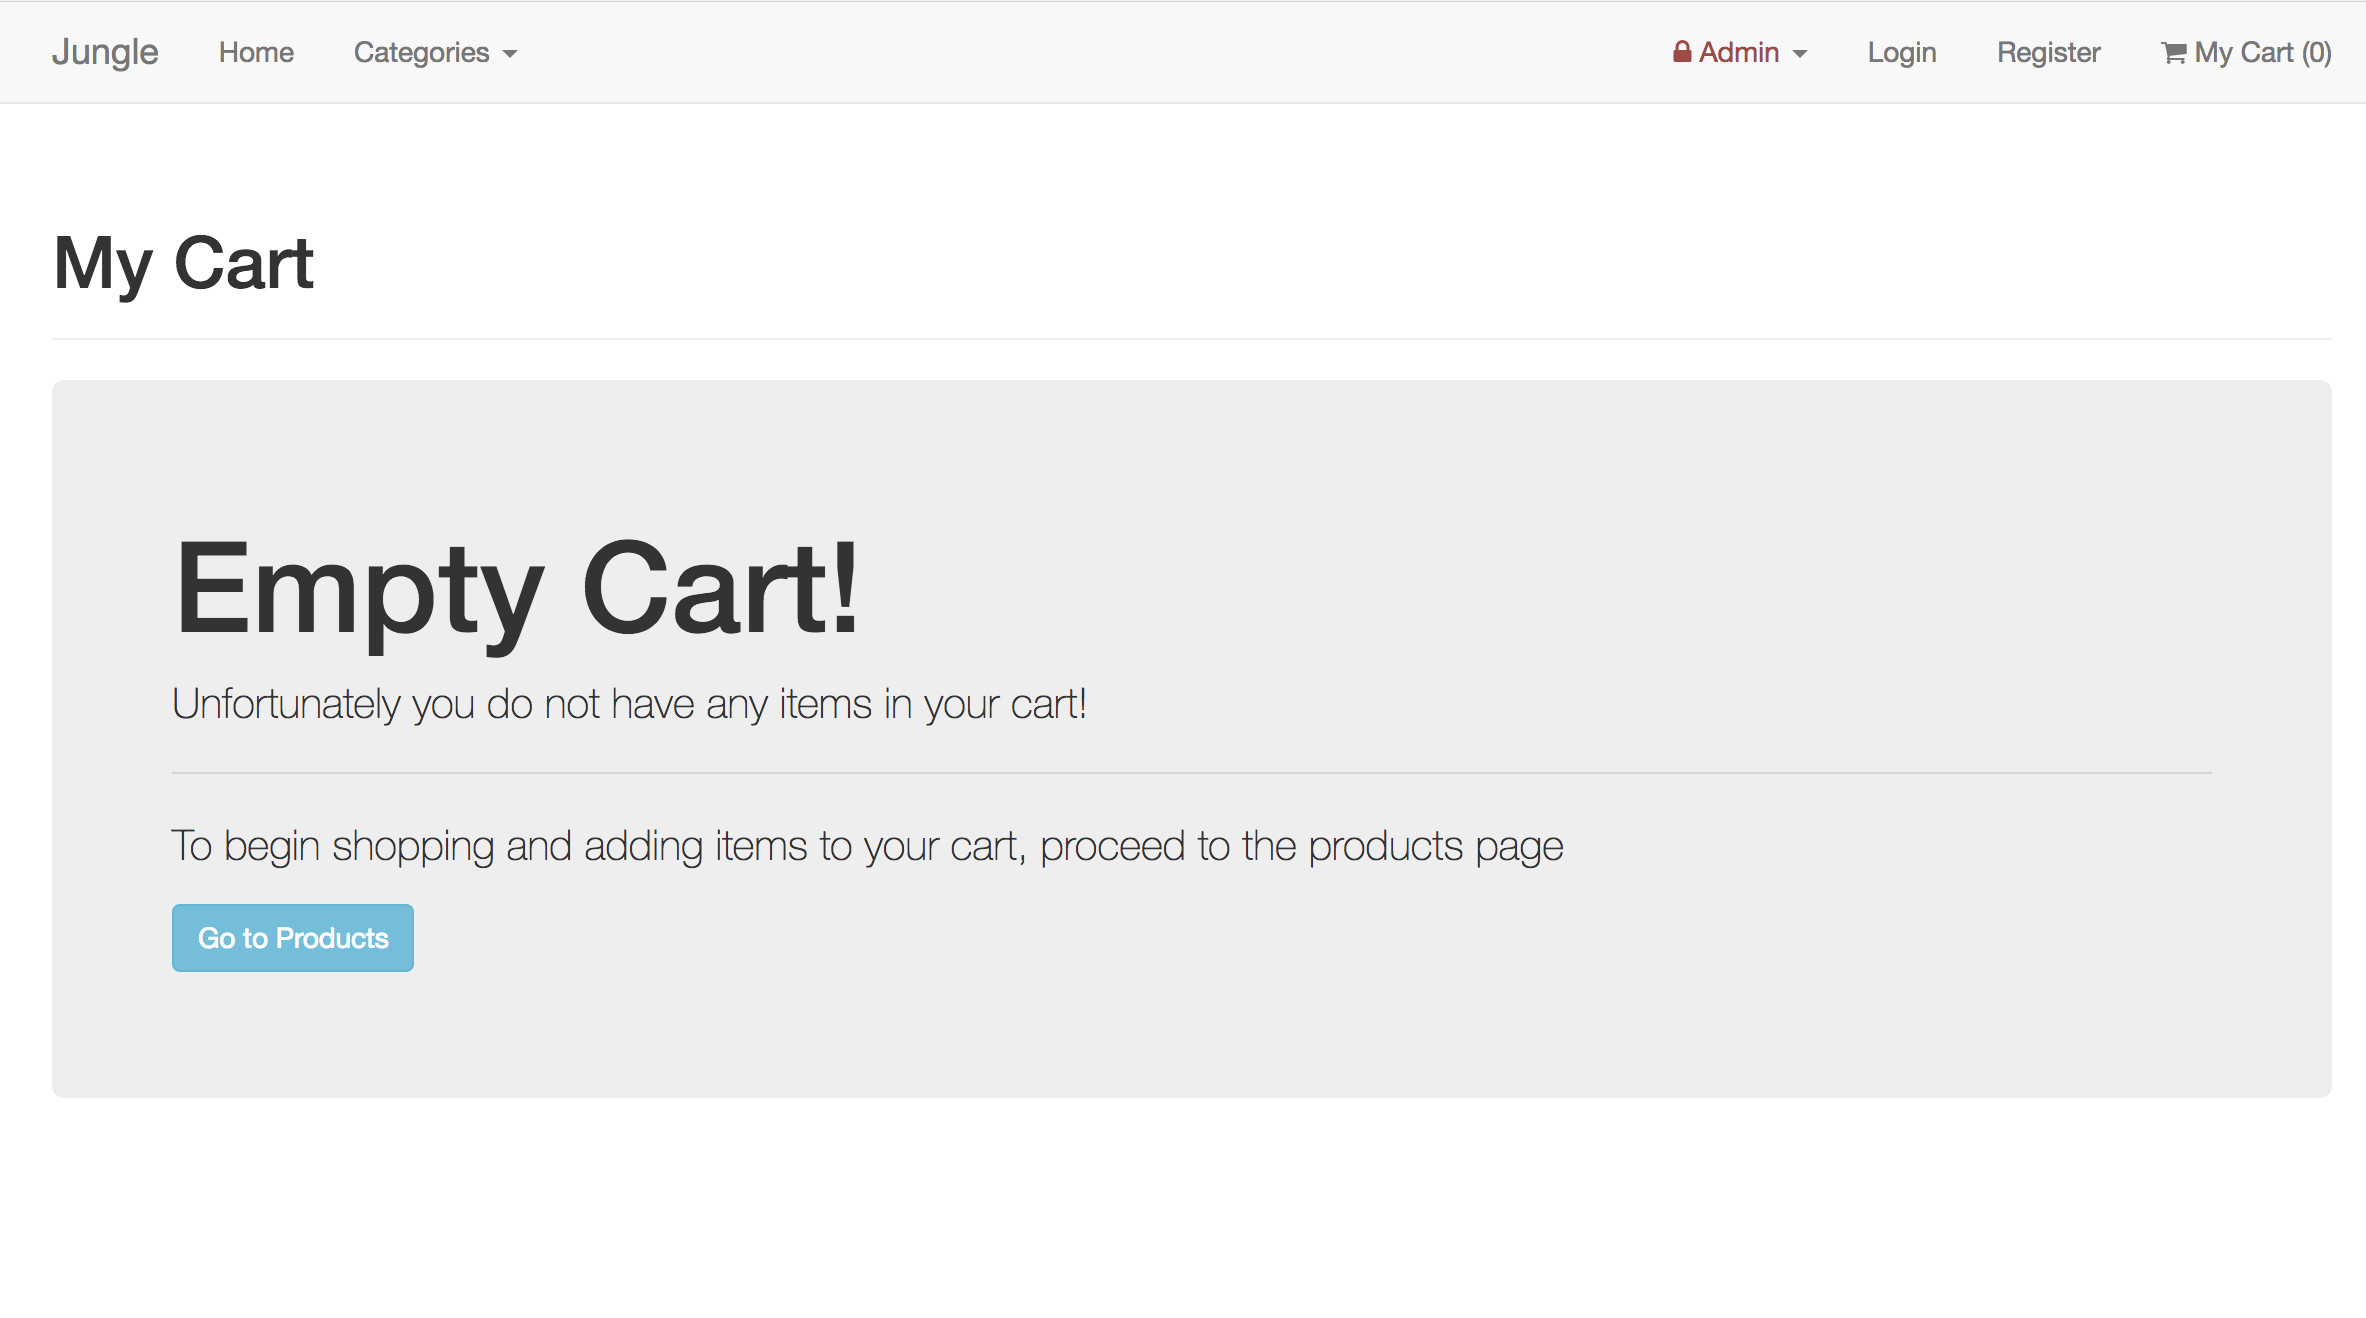 Jungle Home Categories Admin Login Register My Cart (0)
My Cart
Empty Cart!
Unfortunately you do not have any items in your cart!
To begin shopping and adding items to your cart, proceed to the products page
Go to Products